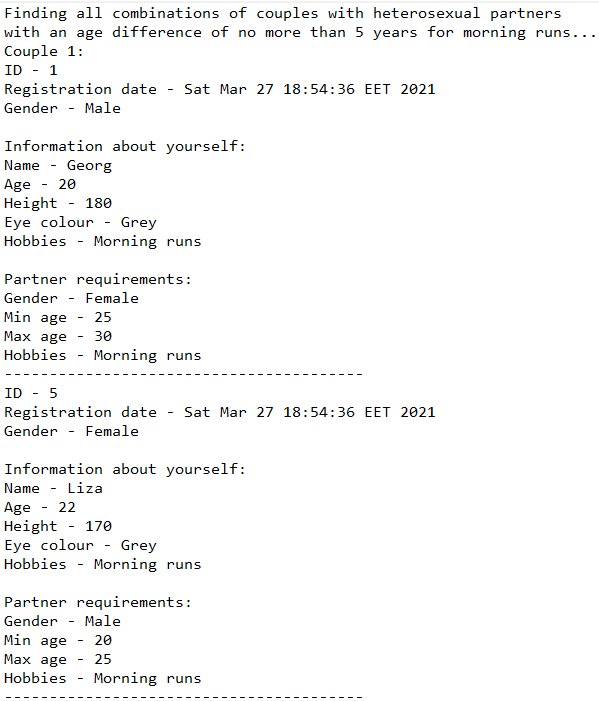 Finding all combinations of couples with heterosexual partners
with an age difference of no more than 5 years for morning runs...
Couple 1:
ID - 1
Registration date - Sat Mar 27 18:54:36 EET 2021
Gender - Male

Information about yourself:
Name - Georg
Age - 20
Height - 180
Eye colour - Grey
Hobbies - Morning runs

Partner requirements:
Gender - Female
Min age - 25
Max age - 30
Hobbies - Morning runs
----------------------------------------
ID - 5
Registration date - Sat Mar 27 18:54:36 EET 2021
Gender - Female

Information about yourself:
Name - Liza
Age - 22
Height - 170
Eye colour - Grey
Hobbies - Morning runs

Partner requirements:
Gender - Male
Min age - 20
Max age - 25
Hobbies - Morning runs
----------------------------------------